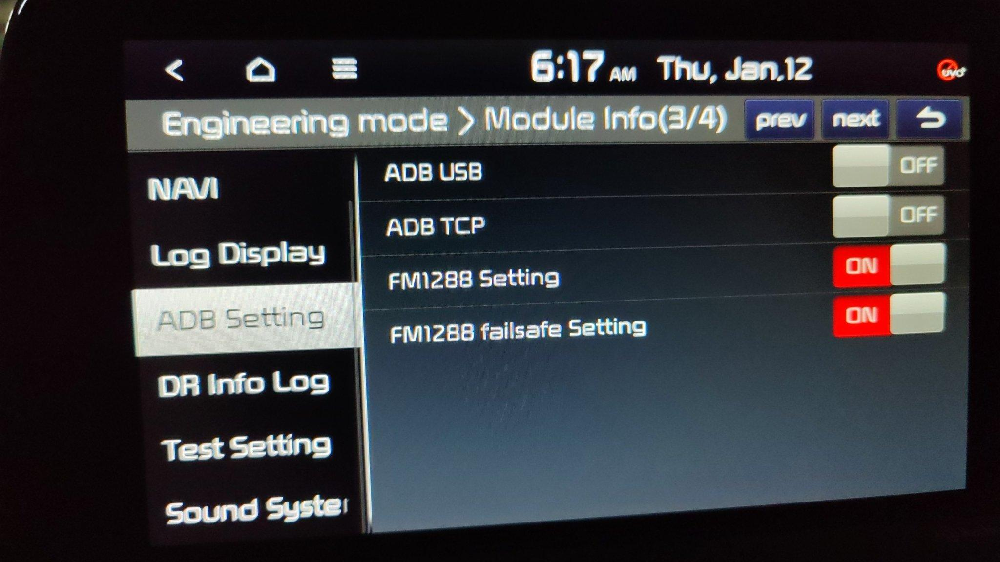 6:17 AM Thu, Jan.12
UVO
Engineering mode > Module Info(3/4) prev next
NAVI
Log Display
ADB Setting
DR Info Log
Test Setting
Sound System
ADB USB OFF
ADB TCP OFF
FM1288 Setting ON
FM1288 failsafe Setting ON